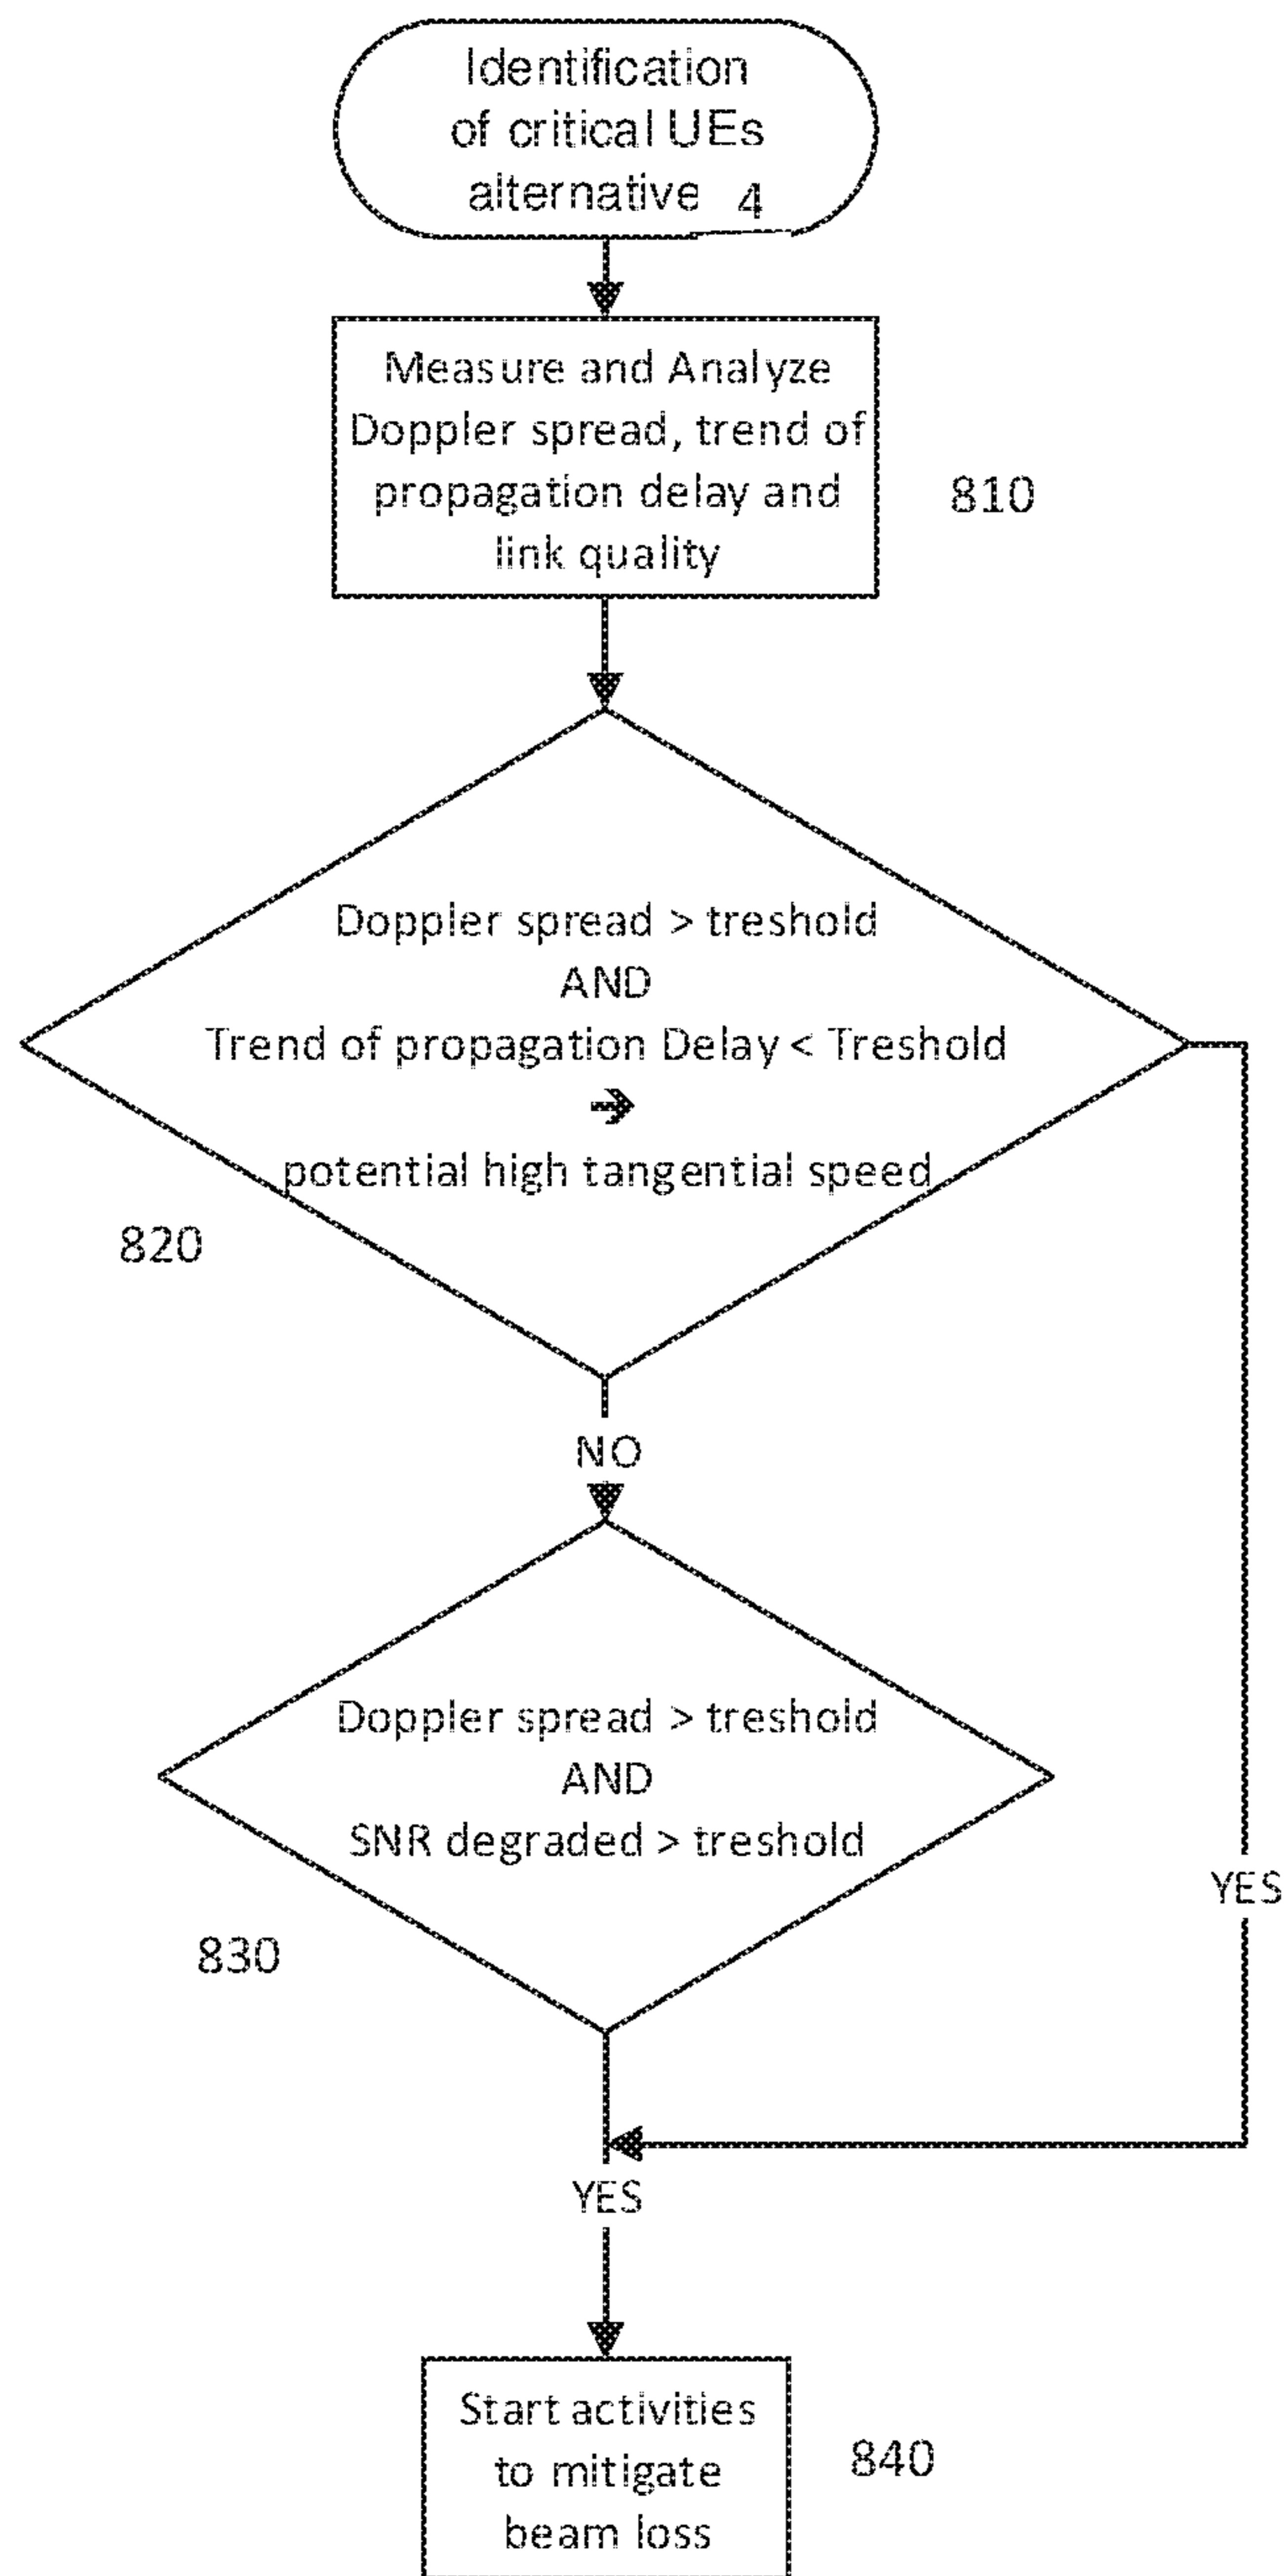 Identification
of critical UEs
alternative 4
Measure and Analyze
Doppler spread, trend of
propagation delay and
link quality
810
Doppler spread > treshold
AND
Trend of propagation Delay < Treshold
→
potential high tangential speed
820
NO
Doppler spread > treshold
AND
SNR degraded > treshold
830
YES
YES
Start activities
to mitigate
beam loss
840